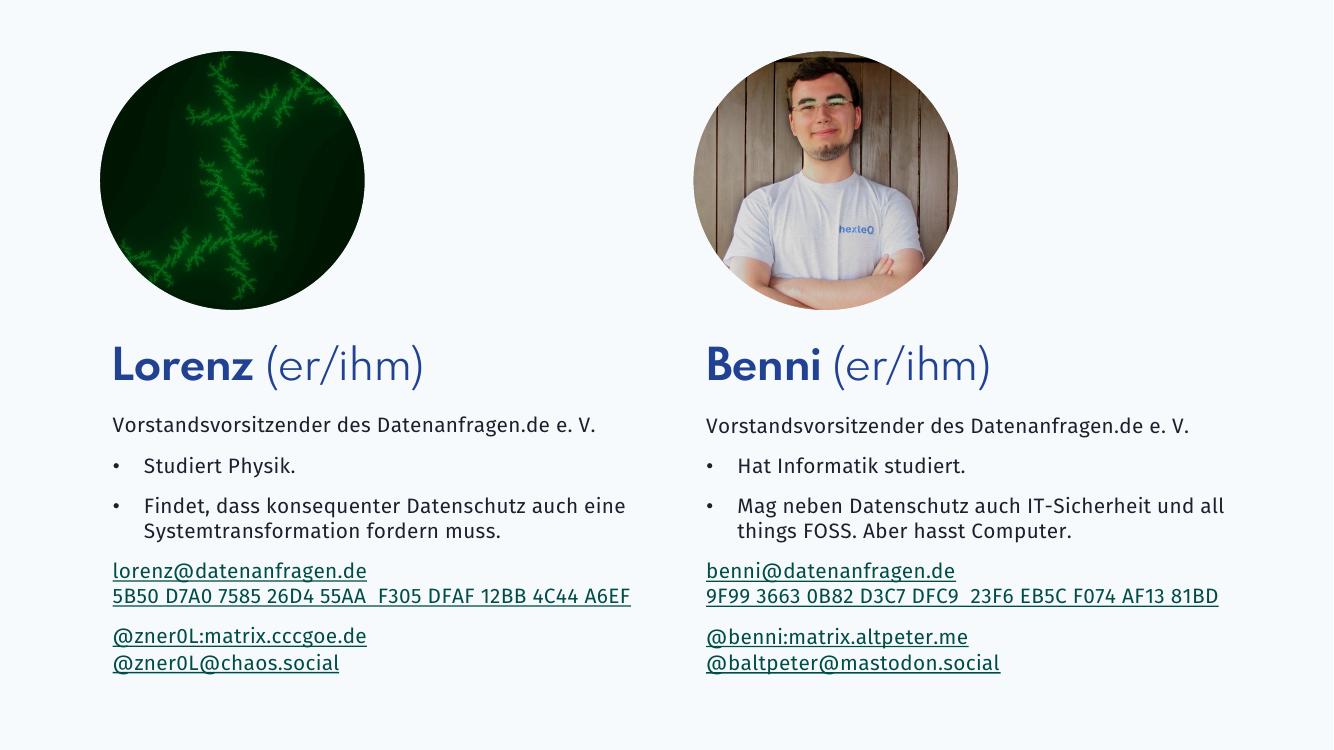 hexleO
Lorenz (er/ihm)
Vorstandsvorsitzender des Datenanfragen.de e. V.
• Studiert Physik.
• Findet, dass konsequenter Datenschutz auch eine
Systemtransformation fordern muss.
lorenz@datenanfragen.de
5B50 D7A0 7585 26D4 55AA  F305 DFAF 12BB 4C44 A6EF
@zner0L:matrix.cccgoe.de
@zner0L@chaos.social
Benni (er/ihm)
Vorstandsvorsitzender des Datenanfragen.de e. V.
• Hat Informatik studiert.
• Mag neben Datenschutz auch IT-Sicherheit und all
things FOSS. Aber hasst Computer.
benni@datenanfragen.de
9F99 3663 0B82 D3C7 DFC9  23F6 EB5C F074 AF13 81BD
@benni:matrix.altpeter.me
@baltpeter@mastodon.social